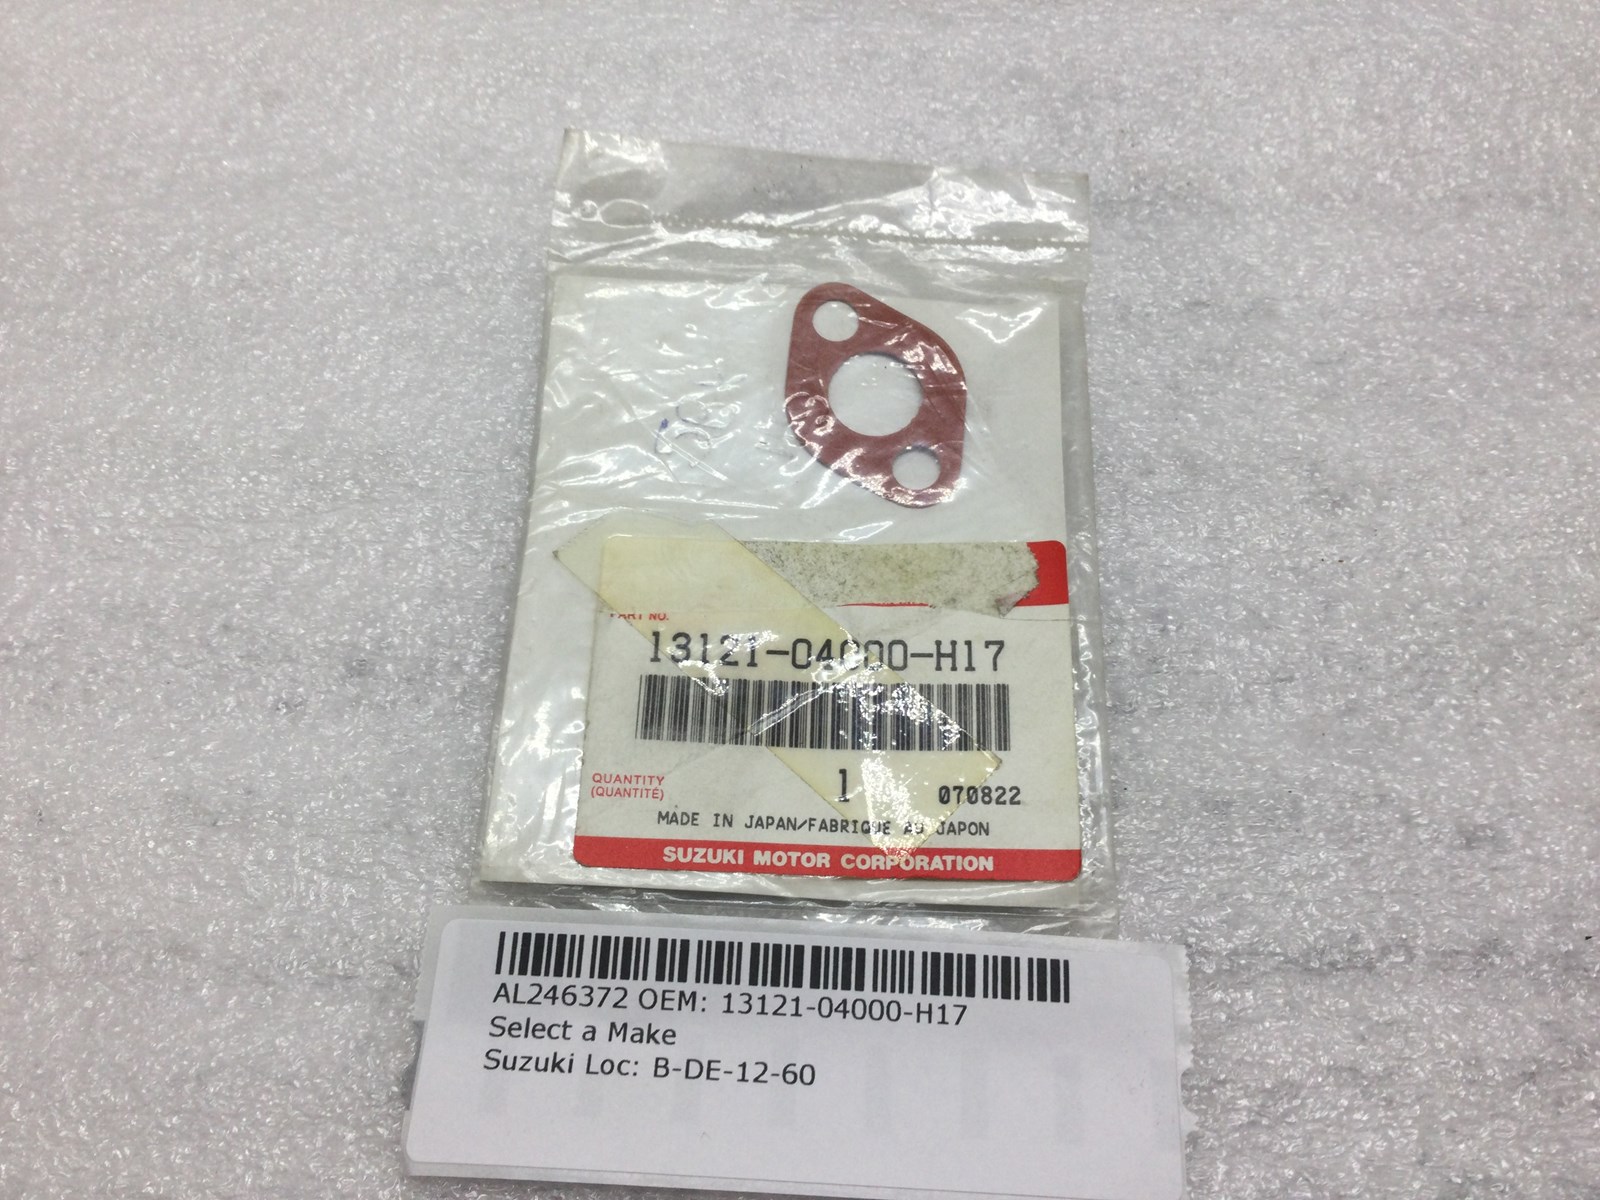 PART NO.
13121-04000-H17
QUANTITY
(QUANTITÉ)
1
070822
MADE IN JAPAN/FABRIQUE AU JAPON
SUZUKI MOTOR CORPORATION
AL246372 OEM: 13121-04000-H17
Select a Make
Suzuki Loc: B-DE-12-60